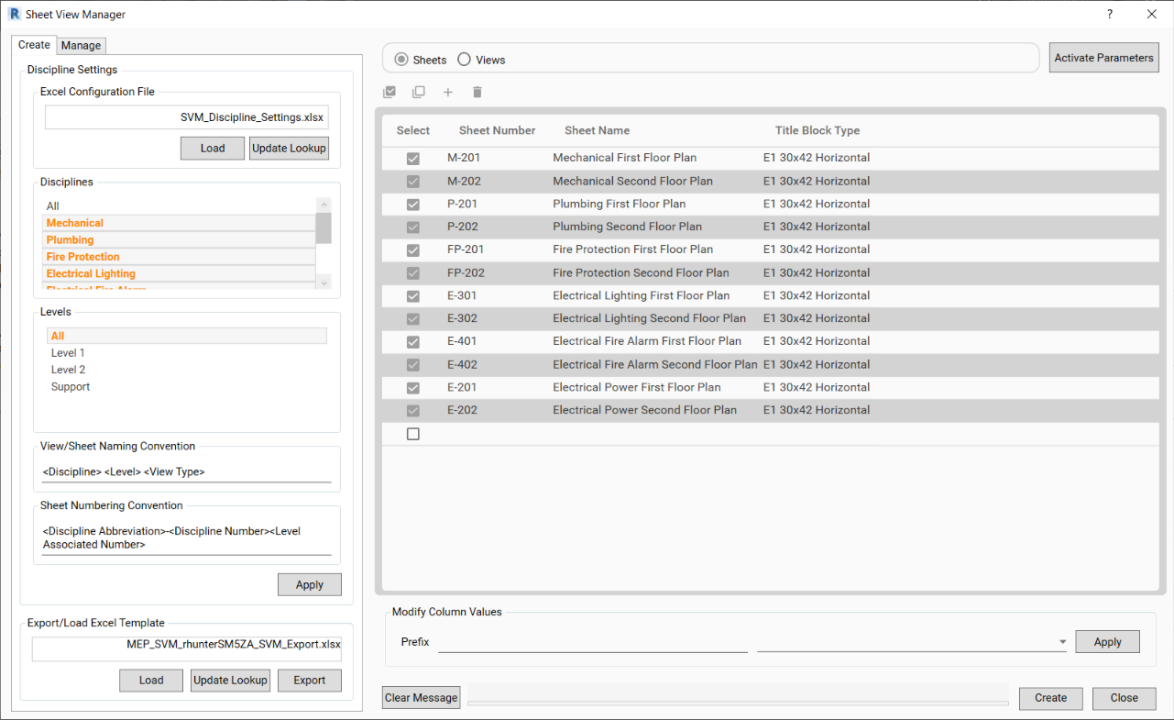 R Sheet View Manager ?
Create Manage
Discipline Settings
Excel Configuration File
SVM_Discipline_Settings.xlsx
Load Update Lookup
Disciplines
All
Mechanical
Plumbing
Fire Protection
Electrical Lighting
Electrical Fire Alarm
Levels
All
Level 1
Level 2
Support
View/Sheet Naming Convention
<Discipline> <Level> <View Type>
Sheet Numbering Convention
<Discipline Abbreviation>-<Discipline Number><Level
Associated Number>
Apply
Export/Load Excel Template
MEP_SVM_rhunterSM5ZA_SVM_Export.xlsx
Load Update Lookup Export
Sheets Views
Activate Parameters
Select Sheet Number Sheet Name Title Block Type
M-201 Mechanical First Floor Plan E1 30x42 Horizontal
M-202 Mechanical Second Floor Plan E1 30x42 Horizontal
P-201 Plumbing First Floor Plan E1 30x42 Horizontal
P-202 Plumbing Second Floor Plan E1 30x42 Horizontal
FP-201 Fire Protection First Floor Plan E1 30x42 Horizontal
FP-202 Fire Protection Second Floor Plan E1 30x42 Horizontal
E-301 Electrical Lighting First Floor Plan E1 30x42 Horizontal
E-302 Electrical Lighting Second Floor Plan E1 30x42 Horizontal
E-401 Electrical Fire Alarm First Floor Plan E1 30x42 Horizontal
E-402 Electrical Fire Alarm Second Floor Plan E1 30x42 Horizontal
E-201 Electrical Power First Floor Plan E1 30x42 Horizontal
E-202 Electrical Power Second Floor Plan E1 30x42 Horizontal
Modify Column Values
Prefix Apply
Clear Message Create Close